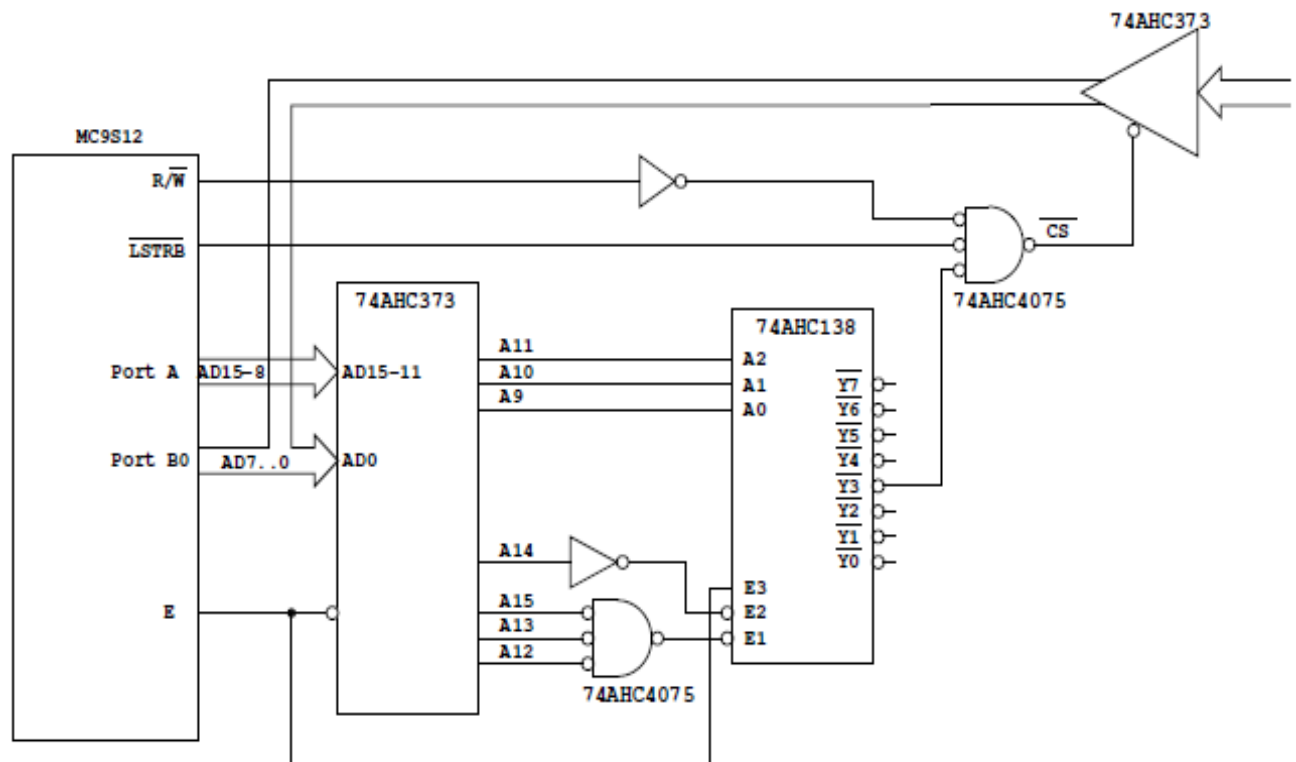 74AHC373
MC9S12
R/W
LSTRB
CS
74AHC4075
74AHC373
74AHC138
A11
A10
A9
A2
A1
A0
Port A
AD15-8
AD15-11
Y7
Y6
Y5
Y4
Y3
Y2
Y1
Y0
Port B0
AD7..0
AD0
A14
A15
A13
A12
E
E3
E2
E1
74AHC4075